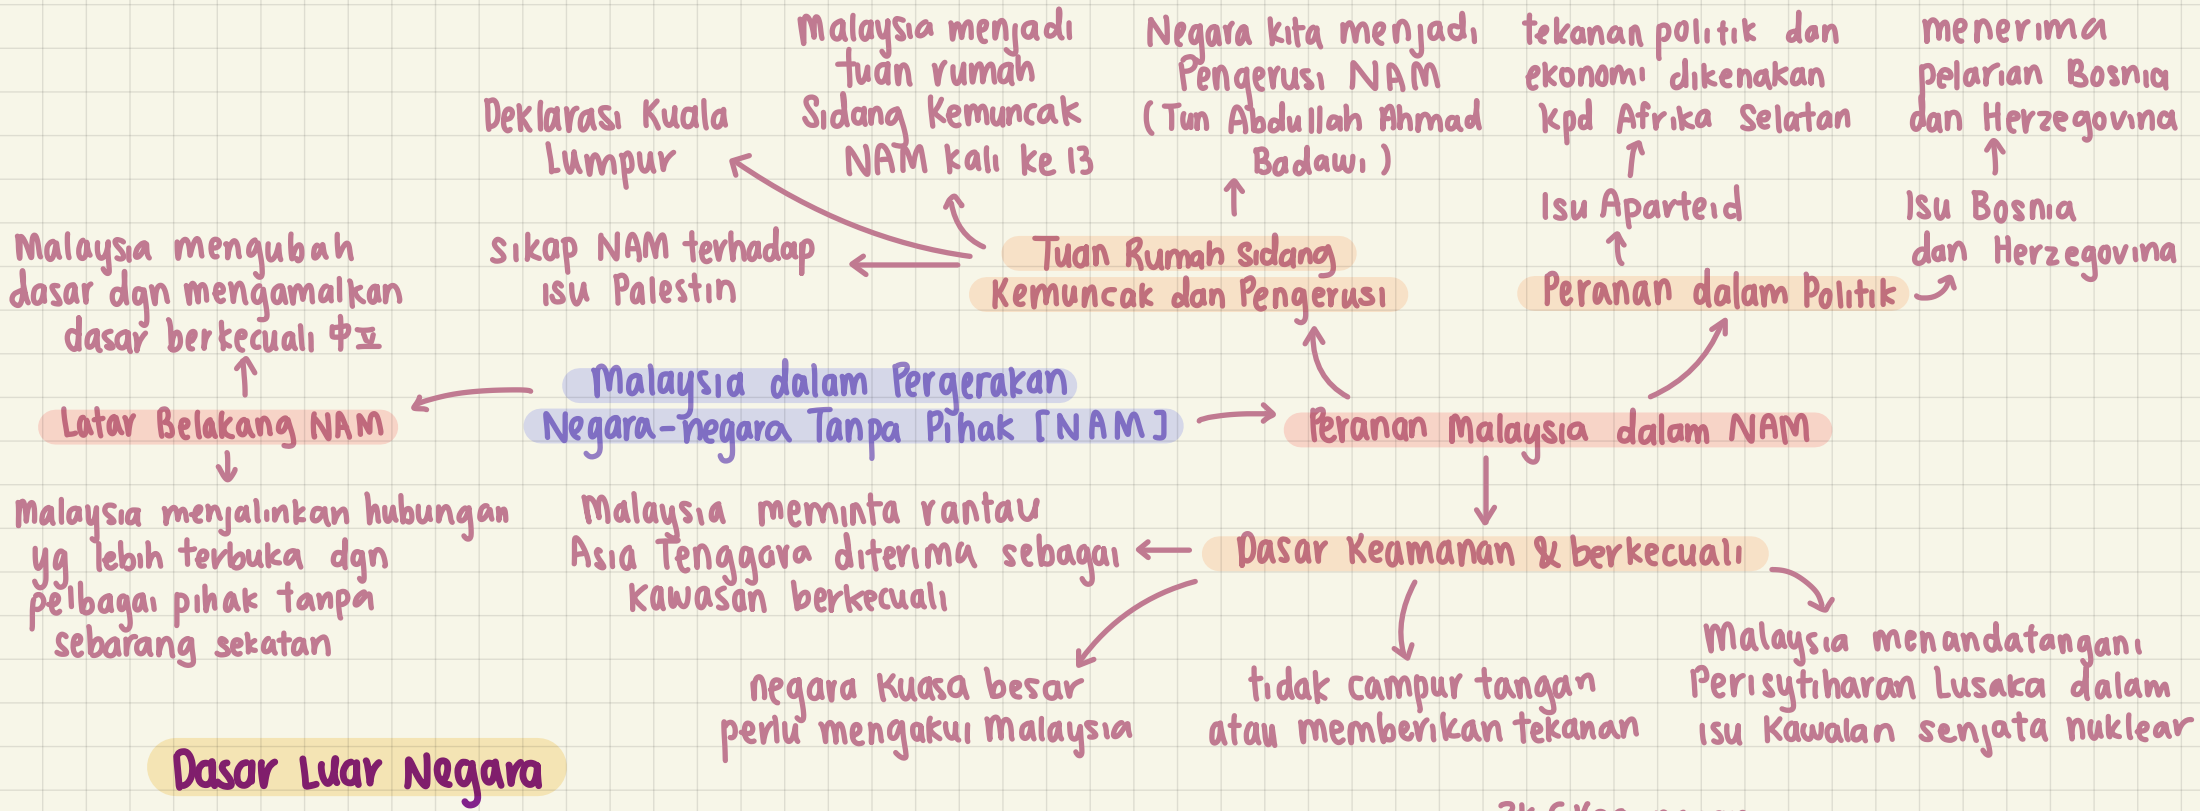 Malaysia menjadi
tuan rumah
Sidang Kemuncak
NAM kali ke 13
Negara kita menjadi
Pengerusi NAM
(Tun Abdullah Ahmad
Badawi)
tekanan politik dan
ekonomi dikenakan
kpd Afrika Selatan
menerima
pelarian Bosnia
dan Herzegovina
Deklarasi Kuala
Lumpur
Isu Aparteid
Isu Bosnia
dan Herzegovina
Malaysia mengubah
dasar dgn mengamalkan
dasar berkecuali
sikap NAM terhadap
isu Palestin
Tuan Rumah Sidang
Kemuncak dan Pengerusi
Peranan dalam Politik
Malaysia dalam Pergerakan
Negara-negara Tanpa Pihak [NAM]
Latar Belakang NAM
Peranan Malaysia dalam NAM
Malaysia menjalinkan hubungan
yg lebih terbuka dgn
pelbagai pihak tanpa
sebarang sekatan
Malaysia meminta rantau
Asia Tenggara diterima sebagai
kawasan berkecuali
Dasar Keamanan & berkecuali
negara kuasa besar
perlu mengakui Malaysia
tidak campur tangan
atau memberikan tekanan
Malaysia menandatangani
Perisytiharan Lusaka dalam
isu Kawalan senjata nuklear
Dasar Luar Negara